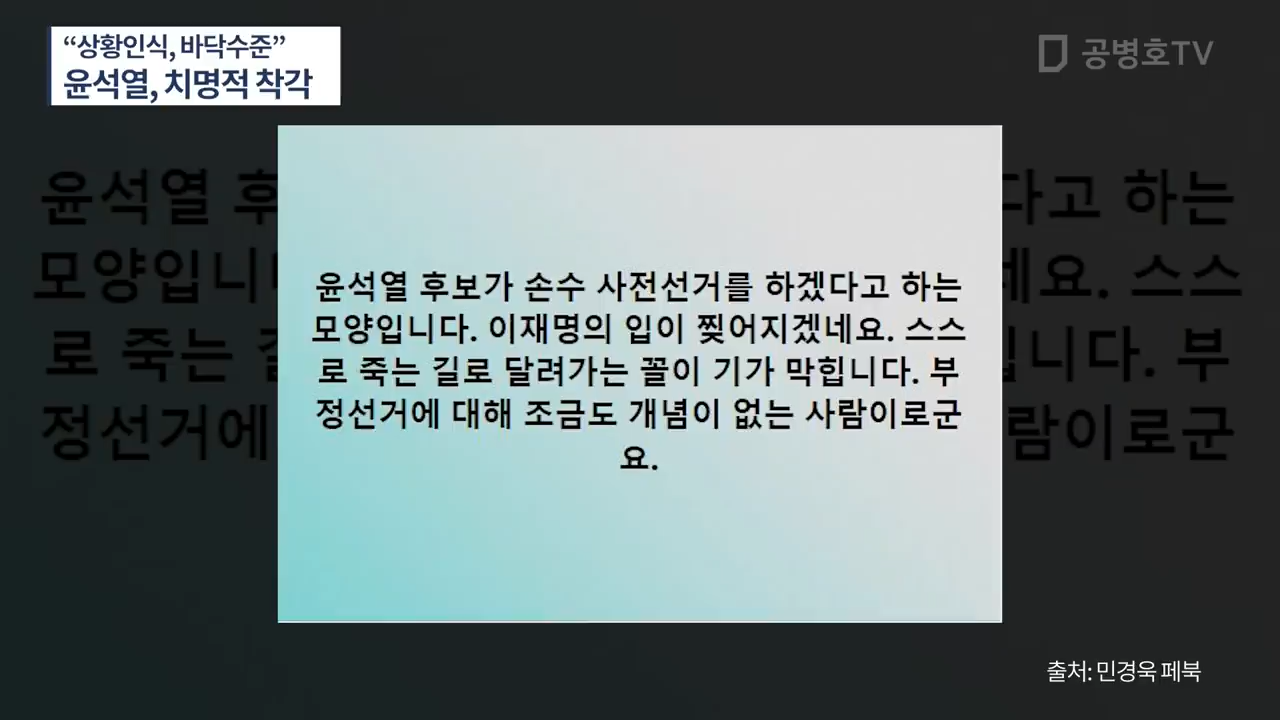 “상황인식, 바닥수준”
윤석열, 치명적 착각
공병호TV
윤석열 후보가 손수 사전선거를 하겠다고 하는
모양입니다. 이재명의 입이 찢어지겠네요. 스스
로 죽는 길로 달려가는 꼴이 기가 막힙니다. 부
정선거에 대해 조금도 개념이 없는 사람이로군
요.
출처: 민경욱 페북